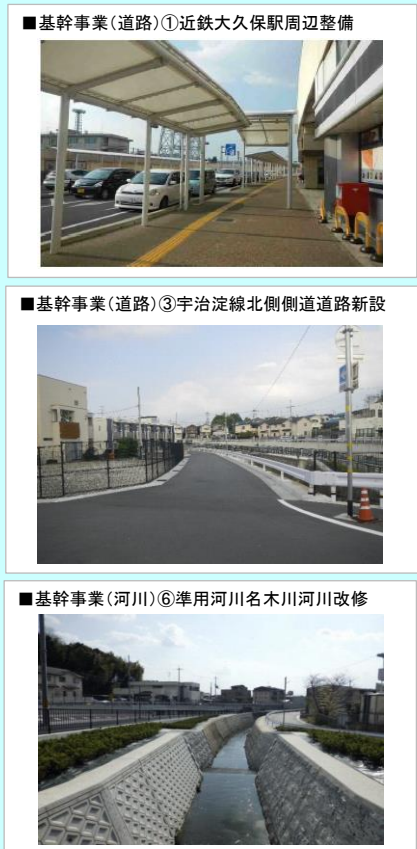 ■基幹事業(道路)①近鉄大久保駅周辺整備
■基幹事業(道路)③宇治淀線北側側道道路新設
■基幹事業(河川)⑥準用河川名木川河川改修